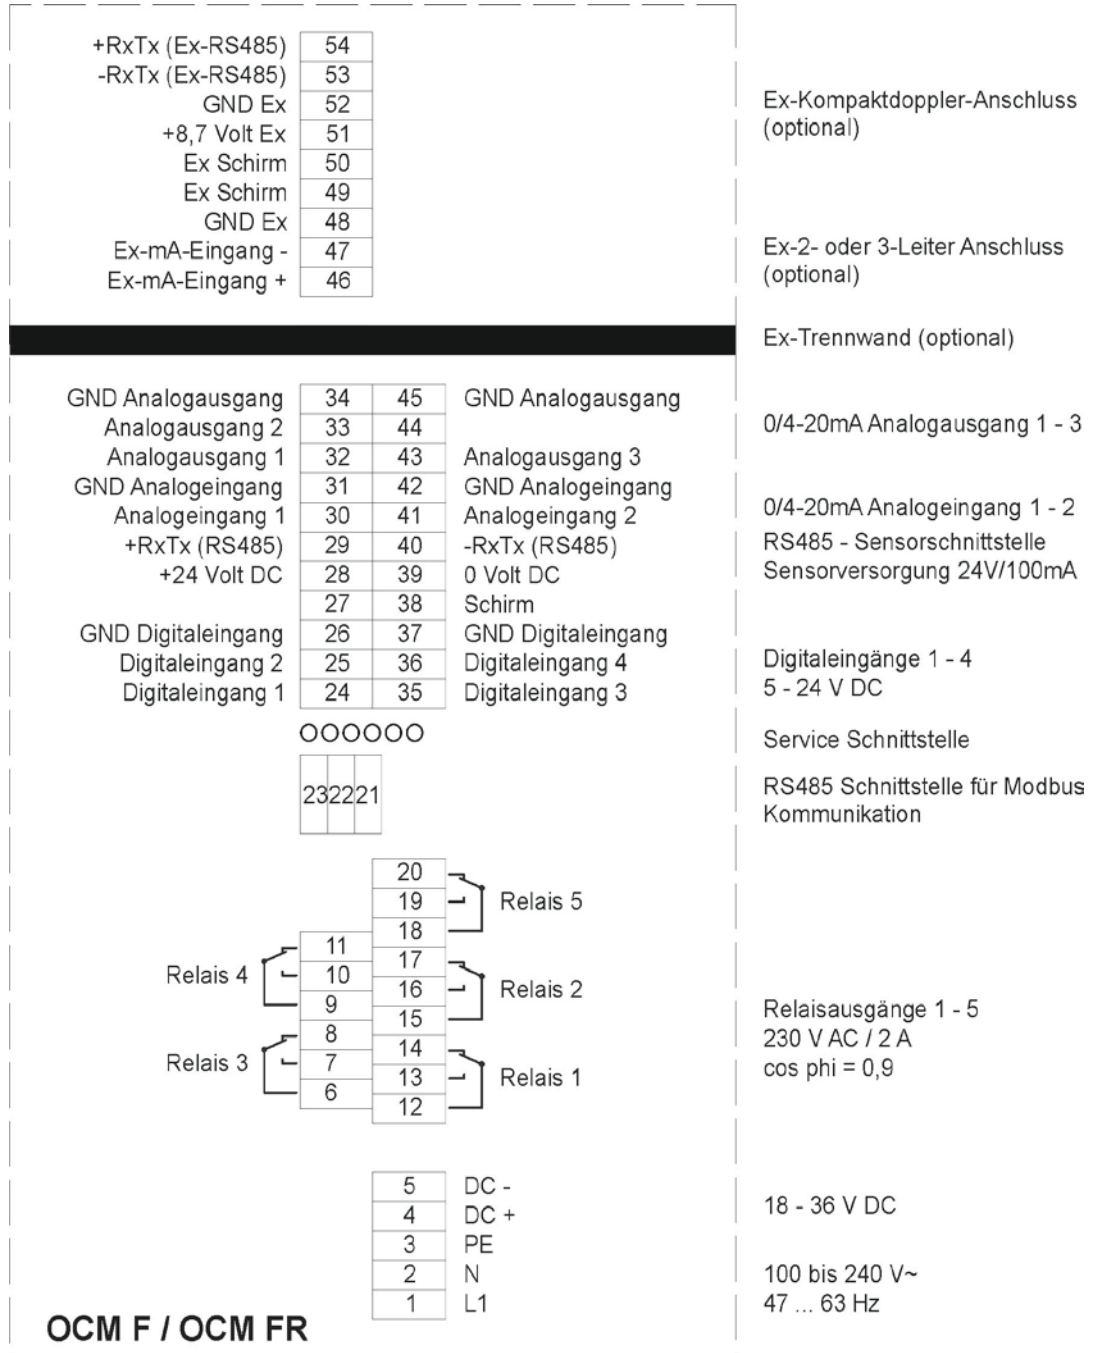 +RxTx (Ex-RS485) 54
-RxTx (Ex-RS485) 53
GND Ex 52
+8,7 Volt Ex 51
Ex Schirm 50
Ex Schirm 49
GND Ex 48
Ex-mA-Eingang - 47
Ex-mA-Eingang + 46
Ex-Kompaktdoppler-Anschluss
(optional)
Ex-2- oder 3-Leiter Anschluss
(optional)
Ex-Trennwand (optional)
GND Analogausgang 34 45 GND Analogausgang
Analogausgang 2 33 44
Analogausgang 1 32 43 Analogausgang 3
GND Analogeingang 31 42 GND Analogeingang
Analogeingang 1 30 41 Analogeingang 2
+RxTx (RS485) 29 40 -RxTx (RS485)
+24 Volt DC 28 39 0 Volt DC
27 38 Schirm
GND Digitaleingang 26 37 GND Digitaleingang
Digitaleingang 2 25 36 Digitaleingang 4
Digitaleingang 1 24 35 Digitaleingang 3
0/4-20mA Analogausgang 1 - 3
0/4-20mA Analogeingang 1 - 2
RS485 - Sensorschnittstelle
Sensorversorgung 24V/100mA
Digitaleingänge 1 - 4
5 - 24 V DC
Service Schnittstelle
23 22 21
RS485 Schnittstelle für Modbus
Kommunikation
20
19 Relais 5
18
11
17
Relais 4 10
16 Relais 2
9
15
8
14
Relais 3 7
13 Relais 1
6
12
Relaisausgänge 1 - 5
230 V AC / 2 A
cos phi = 0,9
5 DC -
4 DC +
3 PE
2 N
1 L1
18 - 36 V DC
100 bis 240 V~
47 ... 63 Hz
OCM F / OCM FR